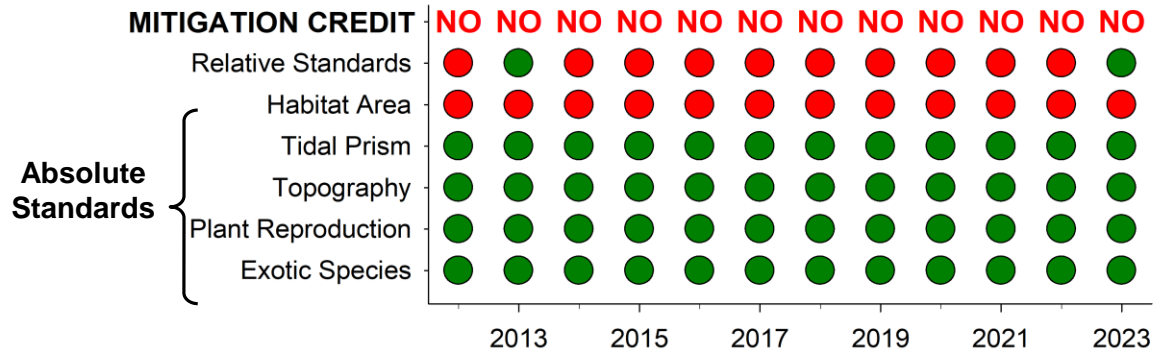 MITIGATION CREDIT NO NO NO NO NO NO NO NO NO NO NO NO
Relative Standards
Habitat Area
Tidal Prism
Topography
Plant Reproduction
Exotic Species
Absolute
Standards
2013 2015 2017 2019 2021 2023